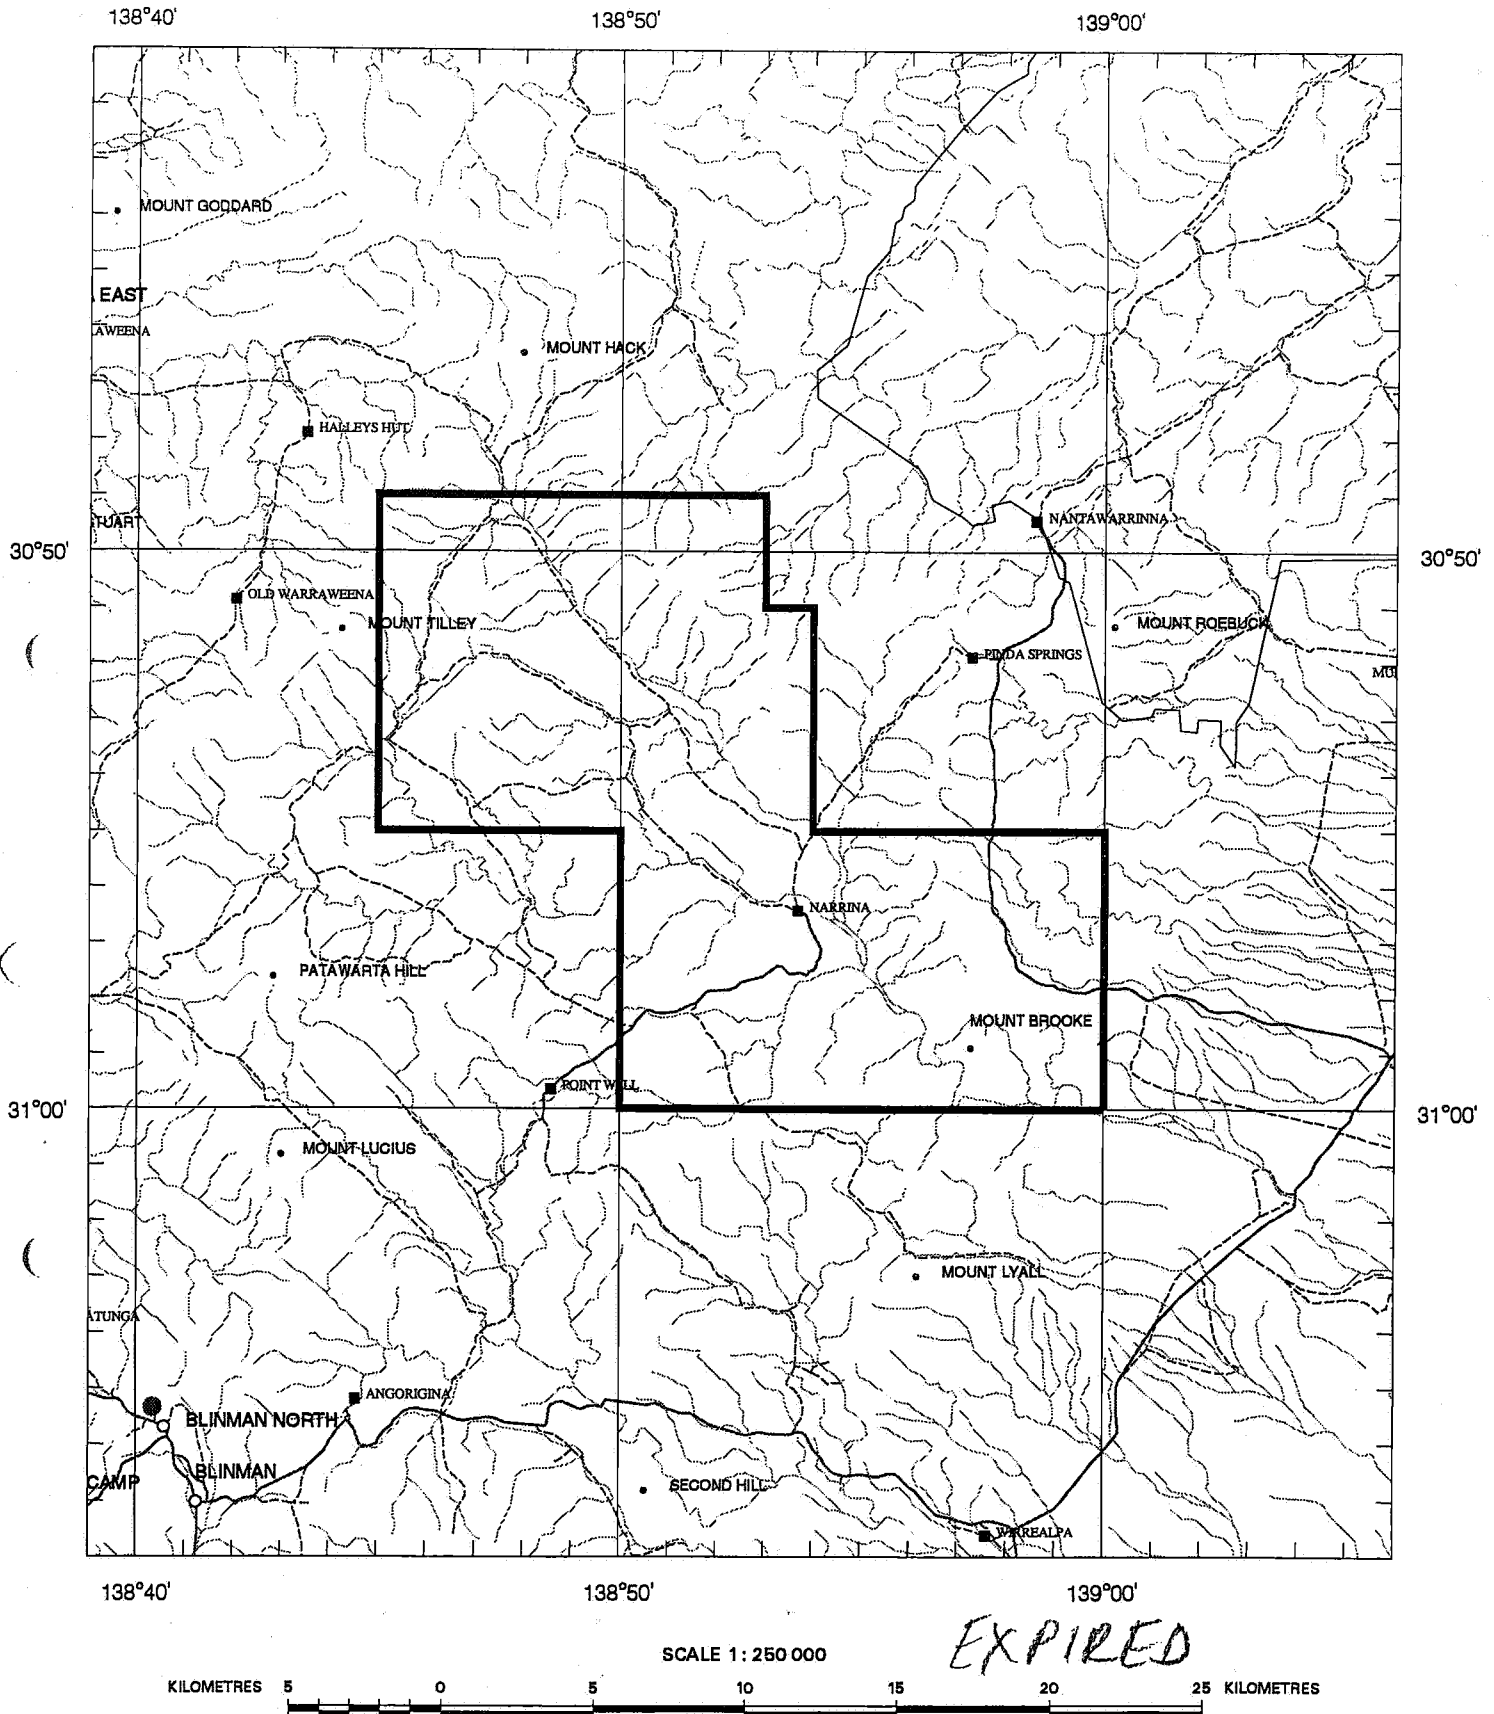 138°40' 138°50' 139°00'
MOUNT GODDARD
EAST
AWEENA
MOUNT HACK
HALLEYS HUT
TUART
NANTAWARRINNA
30°50' 30°50'
OLD WARRAWEENA
MOUNT TILLEY
MOUNT ROEBUCK
PINDA SPRINGS
MU
NARRINA
PATAWARTA HILL
MOUNT BROOKE
POINT WELL
31°00' 31°00'
MOUNT LUCIUS
MOUNT LYALL
ATUNGA
ANGORIGINA
BLINMAN NORTH
BLINMAN
CAMP
SECOND HILL
WIRREALPA
138°40' 138°50' 139°00'
EXPIRED
SCALE 1 : 250 000
KILOMETRES 5 0 5 10 15 20 25 KILOMETRES